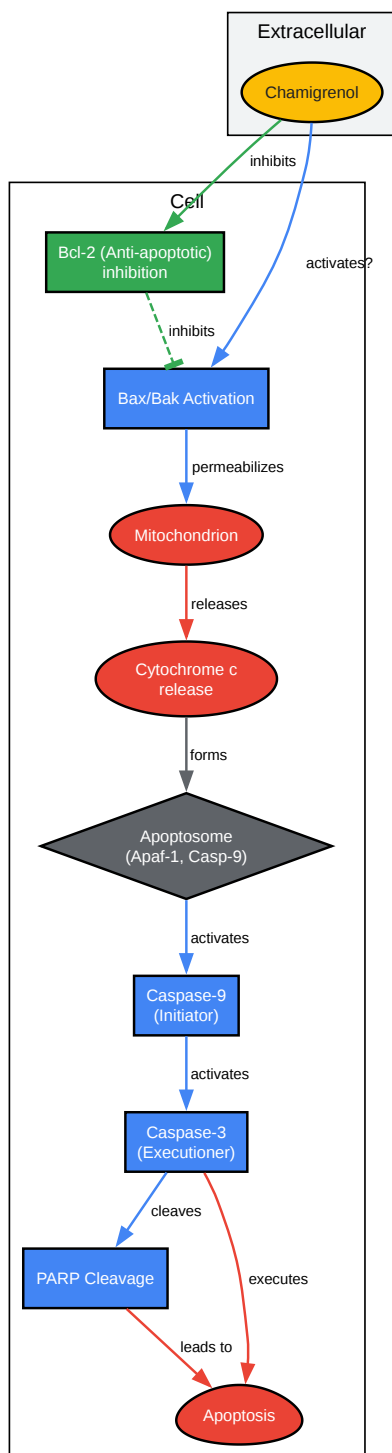 Extracellular
Chamigrenol
inhibits
Cell
Bcl-2 (Anti-apoptotic)
inhibition
activates?
inhibits
Bax/Bak Activation
permeabilizes
Mitochondrion
releases
Cytochrome c
release
forms
Apoptosome
(Apaf-1, Casp-9)
activates
Caspase-9
(Initiator)
activates
Caspase-3
(Executioner)
cleaves
PARP Cleavage
executes
leads to
Apoptosis